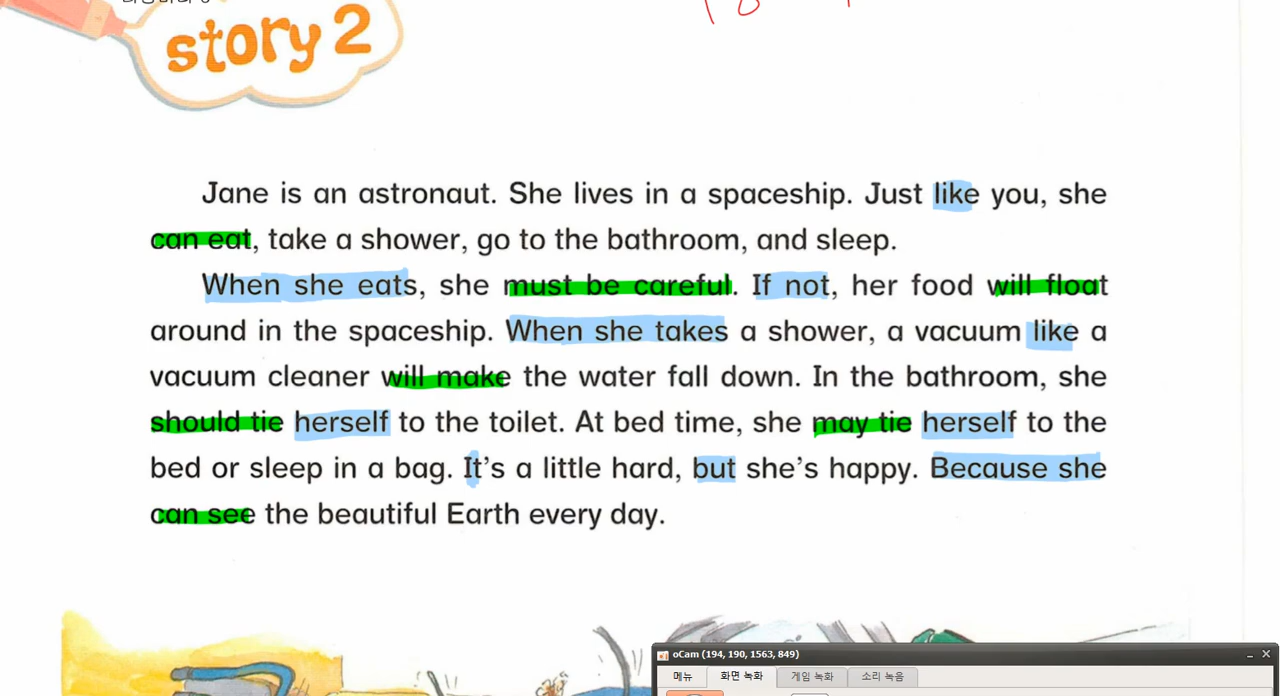 story 2
Jane is an astronaut. She lives in a spaceship. Just like you, she
can eat, take a shower, go to the bathroom, and sleep.
When she eats, she must be careful. If not, her food will float
around in the spaceship. When she takes a shower, a vacuum like a
vacuum cleaner will make the water fall down. In the bathroom, she
should tie herself to the toilet. At bed time, she may tie herself to the
bed or sleep in a bag. It's a little hard, but she's happy. Because she
can see the beautiful Earth every day.
oCam (194, 190, 1563, 849)
메뉴 화면 녹화 게임 녹화 소리 녹음